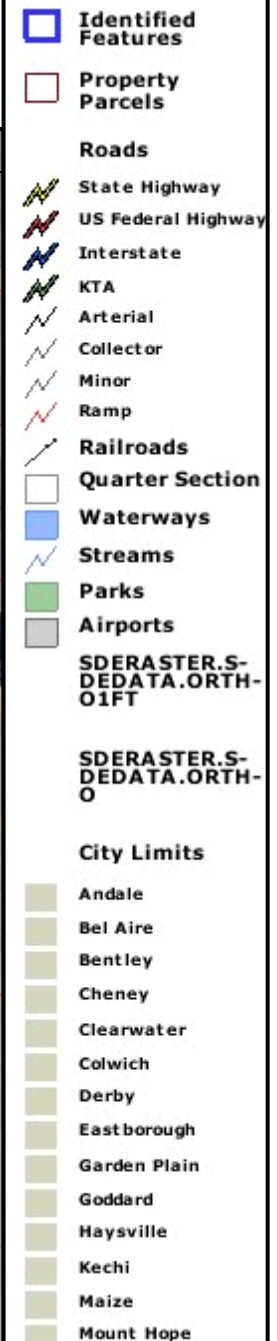 Identified
Features
Property
Parcels
Roads
State Highway
US Federal Highway
Interstate
KTA
Arterial
Collector
Minor
Ramp
Railroads
Quarter Section
Waterways
Streams
Parks
Airports
SDERASTER.S-
DEDATA.ORTH-
O1FT
SDERASTER.S-
DEDATA.ORTH-
O
City Limits
Andale
Bel Aire
Bentley
Cheney
Clearwater
Colwich
Derby
Eastborough
Garden Plain
Goddard
Haysville
Kechi
Maize
Mount Hope